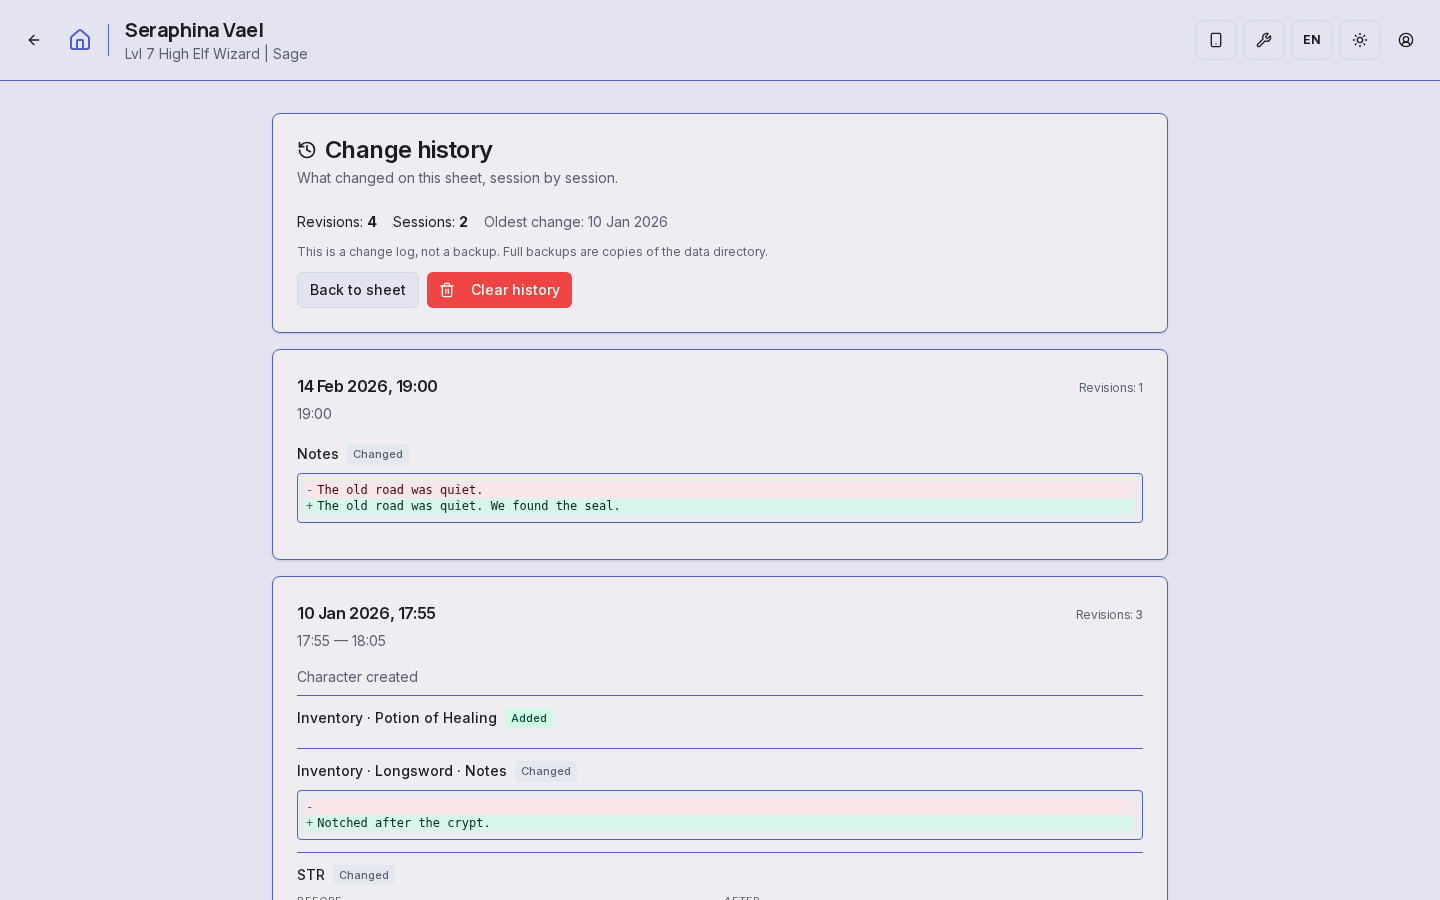 Seraphina Vael
Lvl 7 High Elf Wizard | Sage
EN
Change history
What changed on this sheet, session by session.
Revisions: 4 Sessions: 2 Oldest change: 10 Jan 2026
This is a change log, not a backup. Full backups are copies of the data directory.
Back to sheet Clear history
14 Feb 2026, 19:00 Revisions: 1
19:00
Notes Changed
- The old road was quiet.
+ The old road was quiet. We found the seal.
10 Jan 2026, 17:55 Revisions: 3
17:55 — 18:05
Character created
Inventory · Potion of Healing Added
Inventory · Longsword · Notes Changed
-
+ Notched after the crypt.
STR Changed
BEFORE AFTER